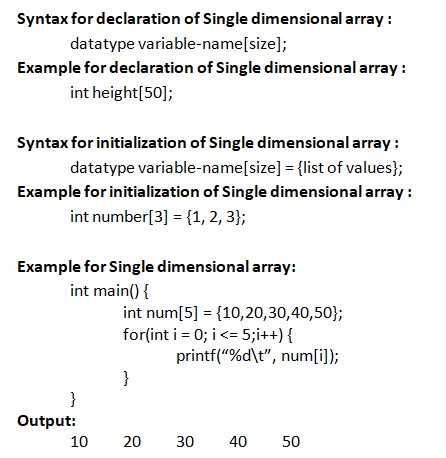 Syntax for declaration of Single dimensional array :
datatype variable-name[size];
Example for declaration of Single dimensional array :
int height[50];
Syntax for initialization of Single dimensional array :
datatype variable-name[size] = {list of values};
Example for initialization of Single dimensional array :
int number[3] = {1, 2, 3};
Example for Single dimensional array:
int main() {
int num[5] = {10,20,30,40,50};
for(int i = 0; i <= 5;i++) {
printf(“%d\t”, num[i]);
}
}
Output:
10 20 30 40 50